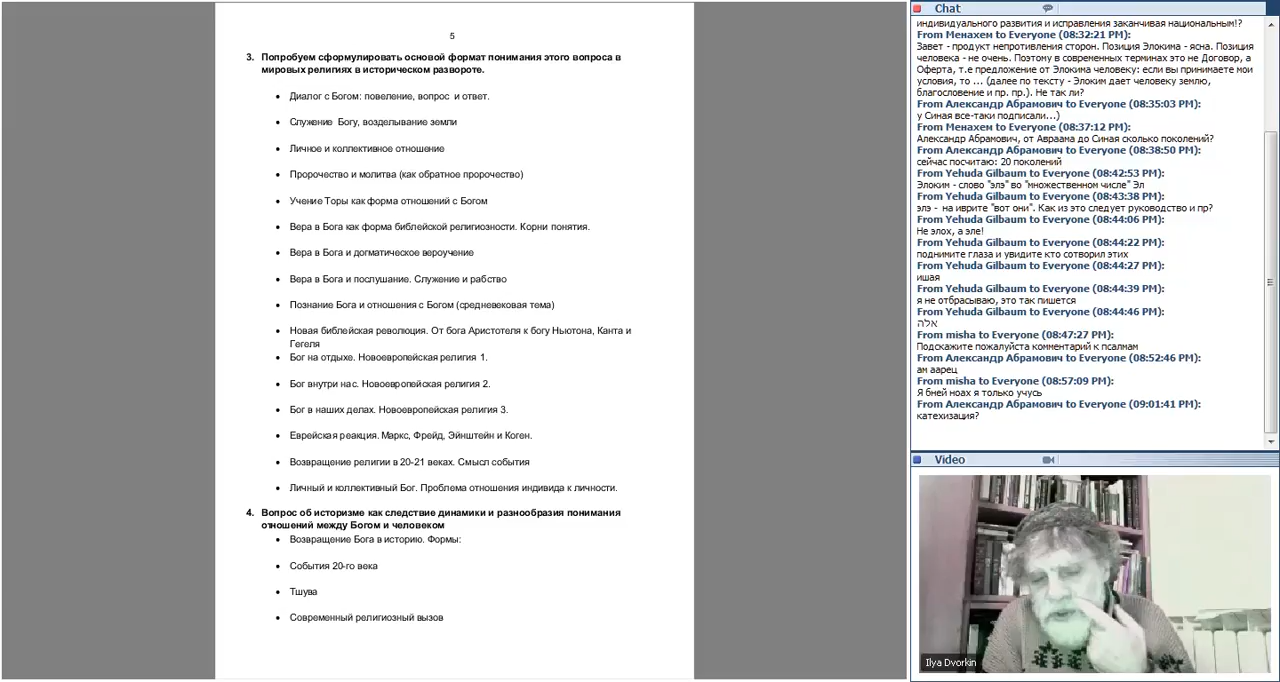 5
3. Попробуем сформулировать основой формат понимания этого вопроса в
мировых религиях в историческом развороте.
• Диалог с Богом: повеление, вопрос и ответ.
• Служение Богу, возделывание земли
• Личное и коллективное отношение
• Пророчество и молитва (как обратное пророчество)
• Учение Торы как форма отношений с Богом
• Вера в Бога как форма библейской религиозности. Корни понятия.
• Вера в Бога и догматическое вероучение
• Вера в Бога и послушание. Служение и рабство
• Познание Бога и отношения с Богом (средневековая тема)
• Новая библейская революция. От бога Аристотеля к богу Ньютона, Канта и
Гегеля
• Бог на отдыхе. Новоевропейская религия 1.
• Бог внутри нас. Новоевропейская религия 2.
• Бог в наших делах. Новоевропейская религия 3.
• Еврейская реакция. Маркс, Фрейд, Эйнштейн и Коген.
• Возвращение религии в 20-21 веках. Смысл события
• Личный и коллективный Бог. Проблема отношения индивида к личности.
4. Вопрос об историзме как следствие динамики и разнообразия понимания
отношений между Богом и человеком
• Возвращение Бога в историю. Формы:
• События 20-го века
• Тшува
• Современный религиозный вызов
Chat
индивидуального развития и исправления заканчивая национальным!?
From Менахем to Everyone (08:32:21 PM):
Завет - продукт непротивления сторон. Позиция Элокина - ясна. Позиция
человека - не очень. Поэтому в современных терминах это не Договор, а
Оферта, т.е предложение от Элокима человеку: если вы принимаете мои
условия, то ... (далее по тексту - Элоким дает человеку землю,
благословение и пр. пр.). Не так ли?
From Александр Абрамович to Everyone (08:35:03 PM):
у Синая все-таки подписали...)
From Менахем to Everyone (08:37:12 PM):
Александр Абрамович, от Авраама до Синая сколько поколений?
From Александр Абрамович to Everyone (08:38:50 PM):
сейчас посчитаю: 20 поколений
From Yehuda Gilbaum to Everyone (08:42:53 PM):
Элоким - слово "элэ" во "множественном числе" Эл
From Yehuda Gilbaum to Everyone (08:43:38 PM):
элэ - на иврите "вот они". Как из это следует руководство и пр?
From Yehuda Gilbaum to Everyone (08:44:06 PM):
Не элох, а эле!
From Yehuda Gilbaum to Everyone (08:44:22 PM):
поднимите глаза и увидите кто сотворил этих
From Yehuda Gilbaum to Everyone (08:44:27 PM):
ишая
From Yehuda Gilbaum to Everyone (08:44:39 PM):
я не отбрасываю, это так пишется
From Yehuda Gilbaum to Everyone (08:44:46 PM):
אלה
From misha to Everyone (08:47:27 PM):
Подскажите пожалуйста комментарий к псалмам
From Александр Абрамович to Everyone (08:52:46 PM):
ам аарец
From misha to Everyone (08:57:09 PM):
Я бней ноах я только учусь
From Александр Абрамович to Everyone (09:01:41 PM):
катехизация?
Video
Ilya Dvorkin